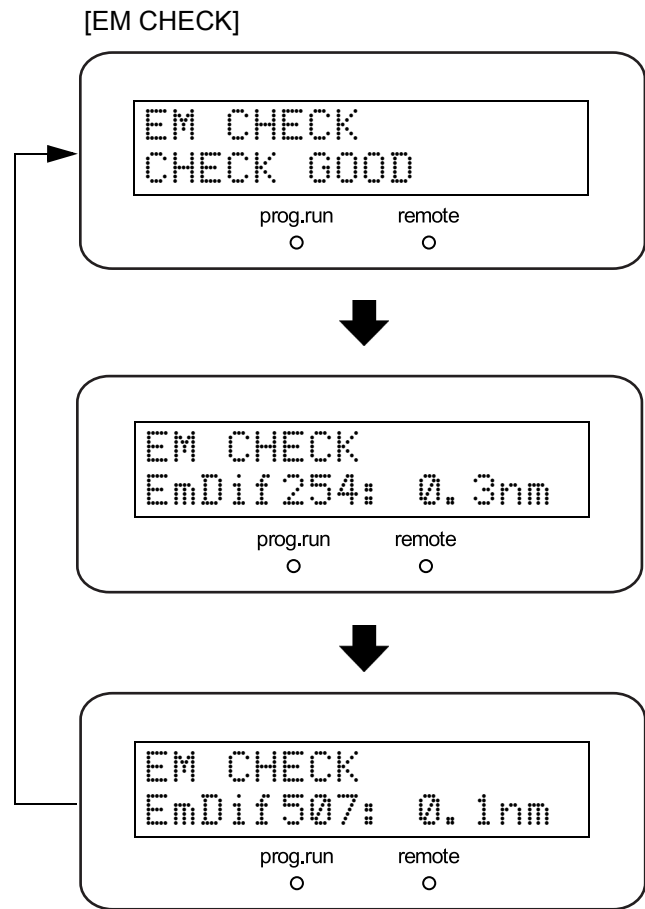 [EM CHECK]
EM CHECK
CHECK GOOD
prog.run remote
EM CHECK
EmDif254: 0.3nm
prog.run remote
EM CHECK
EmDif507: 0.1nm
prog.run remote